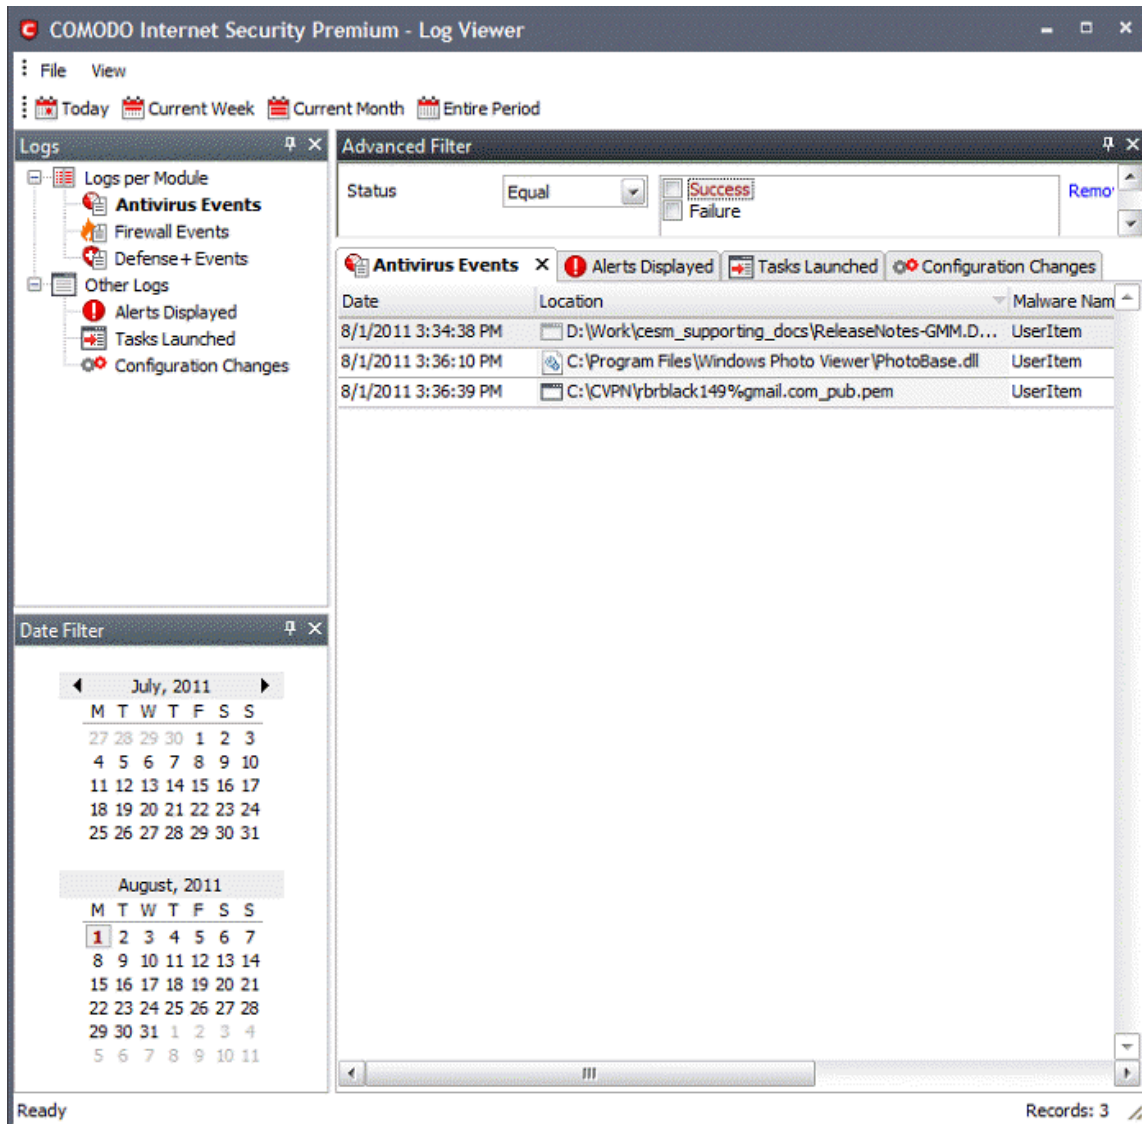 COMODO Internet Security Premium - Log Viewer
File View
Today Current Week Current Month Entire Period
Logs
Logs per Module
Antivirus Events
Firewall Events
Defense+ Events
Other Logs
Alerts Displayed
Tasks Launched
Configuration Changes
Advanced Filter
Status Equal Success Remo
Failure
Antivirus Events Alerts Displayed Tasks Launched Configuration Changes
Date Location Malware Nam
8/1/2011 3:34:38 PM D:\Work\cesm_supporting_docs\ReleaseNotes-GMM.D... UserItem
8/1/2011 3:36:10 PM C:\Program Files\Windows Photo Viewer\PhotoBase.dll UserItem
8/1/2011 3:36:39 PM C:\CVPN\rbrblack149%gmail.com_pub.pem UserItem
Date Filter
July, 2011
M T W T F S S
27 28 29 30 1 2 3
4 5 6 7 8 9 10
11 12 13 14 15 16 17
18 19 20 21 22 23 24
25 26 27 28 29 30 31
August, 2011
M T W T F S S
1 2 3 4 5 6 7
8 9 10 11 12 13 14
15 16 17 18 19 20 21
22 23 24 25 26 27 28
29 30 31 1 2 3 4
5 6 7 8 9 10 11
Ready Records: 3